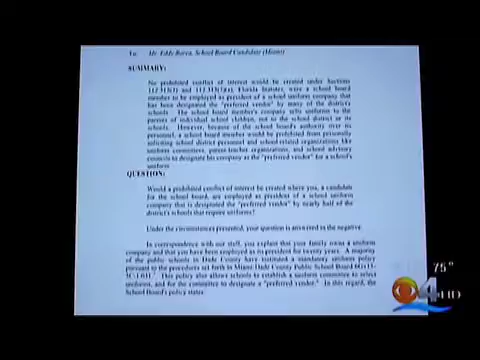 To: Mr. Eddy Barea, School Board Candidate (Miami)
SUMMARY:
No prohibited conflict of interest would be created under Sections
112.313(3) and 112.313(7)(a), Florida Statutes, were a school board
member to be employed as president of a school uniform company that
has been designated the "preferred vendor" by many of the district's
schools. The school board member's company sells uniforms to the
parents of individual school children, not to the school district or its
schools. However, because of the school board's authority over its
personnel, a school board member would be prohibited from personally
soliciting school district personnel and school-related organizations like
uniform committees, parent-teacher organizations, and school advisory
councils to designate his company as the "preferred vendor" for a school's
uniform
QUESTION:
Would a prohibited conflict of interest be created where you, a candidate
for the school board, are employed as president of a school uniform
company that is designated the "preferred vendor" by nearly half of the
district's schools that require uniforms?
Under the circumstances presented, your question is answered in the negative.
In correspondence with our staff, you explain that your family owns a uniform
company and that you have been employed as its president for twenty years. A majority
of the public schools in Dade County have instituted a mandatory uniform policy
pursuant to the procedures set forth in Miami Dade County Public School Board
This policy also allows schools to establish a uniform committee to select
uniforms, and for the committee to designate a "preferred vendor." In this regard, the
School Board's policy states
75°
4HD